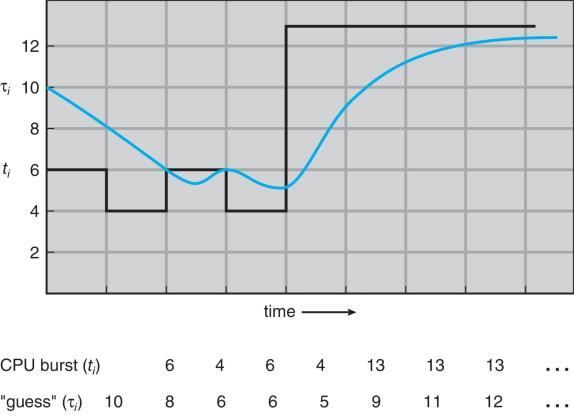 12
τi 10
8
ti 6
4
2
time
CPU burst (ti) 6 4 6 4 13 13 13 ...
"guess" (τi) 10 8 6 6 5 9 11 12 ...